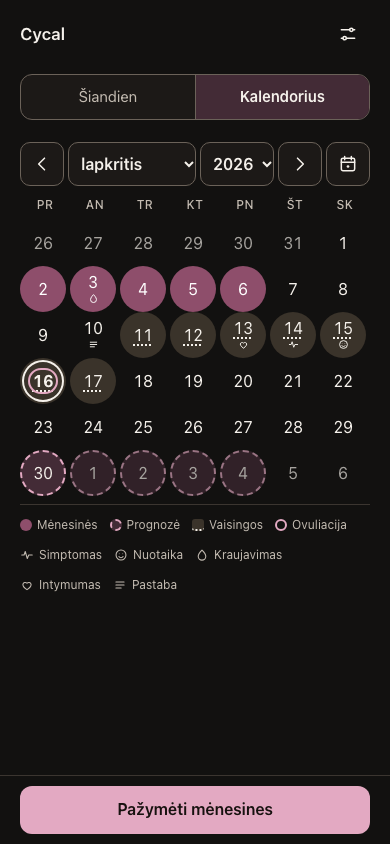 Cycal
Šiandien Kalendorius
lapkritis 2026
PR AN TR KT PN ŠT SK
26 27 28 29 30 31 1
2 3 4 5 6 7 8
9 10 11 12 13 14 15
16 17 18 19 20 21 22
23 24 25 26 27 28 29
30 1 2 3 4 5 6
Mėnesinės Prognozė Vaisingos Ovuliacija
Simptomas Nuotaika Kraujavimas
Intymumas Pastaba
Pažymėti mėnesines